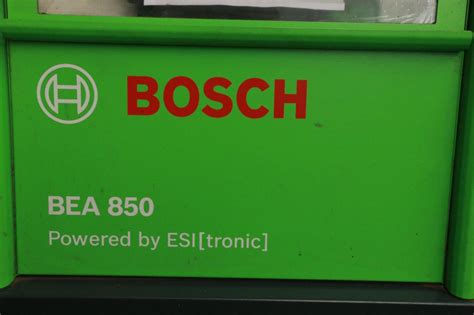 BOSCH
BEA 850
Powered by ESI[tronic]